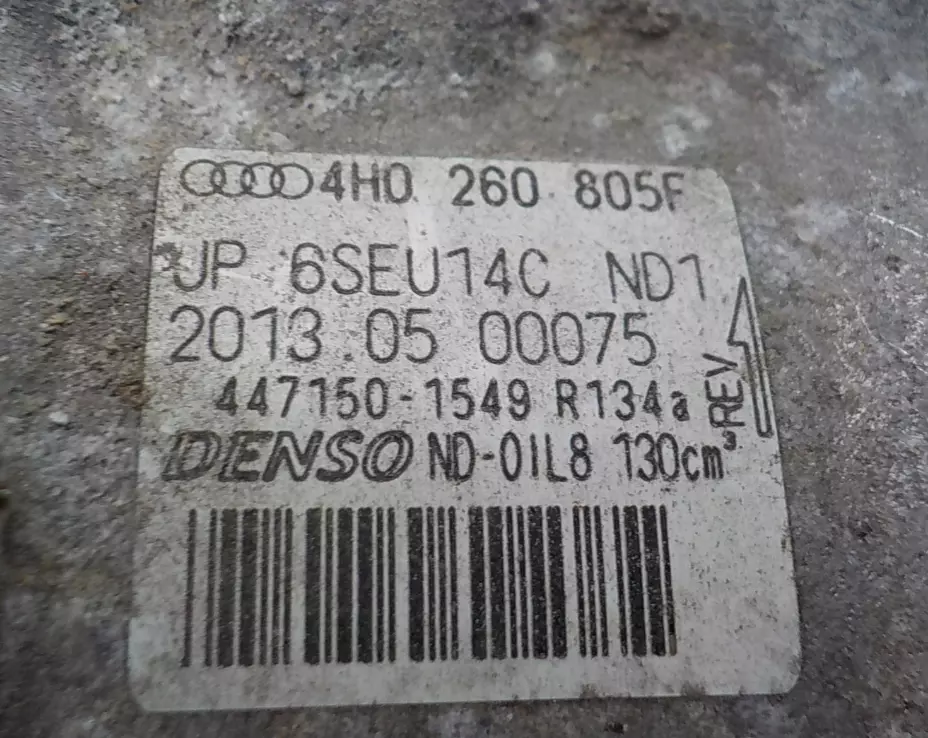 4H0 260 805F
JP 6SEU14C ND1
2013.05 00075
447150-1549 R134a
DENSO ND-OIL8 130cm³
REV